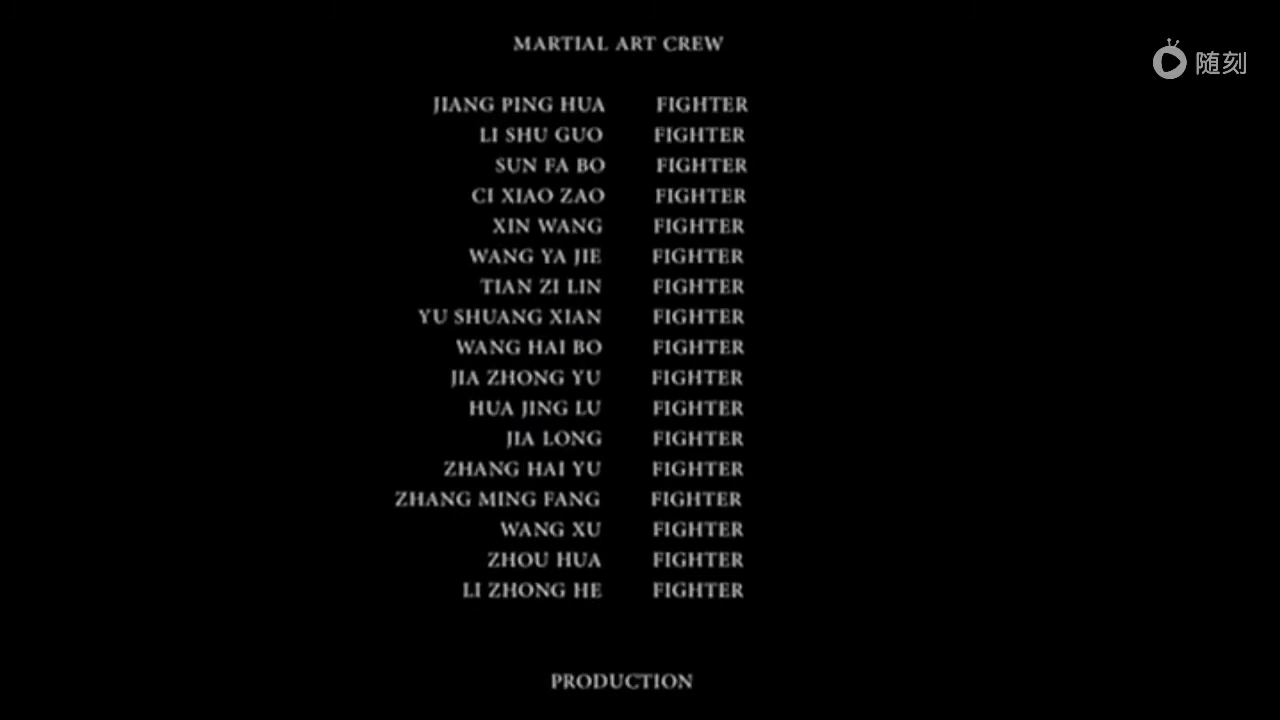 MARTIAL ART CREW
随刻
JIANG PING HUA FIGHTER
LI SHU GUO FIGHTER
SUN FA BO FIGHTER
CI XIAO ZAO FIGHTER
XIN WANG FIGHTER
WANG YA JIE FIGHTER
TIAN ZI LIN FIGHTER
YU SHUANG XIAN FIGHTER
WANG HAI BO FIGHTER
JIA ZHONG YU FIGHTER
HUA JING LU FIGHTER
JIA LONG FIGHTER
ZHANG HAI YU FIGHTER
ZHANG MING FANG FIGHTER
WANG XU FIGHTER
ZHOU HUA FIGHTER
LI ZHONG HE FIGHTER
PRODUCTION